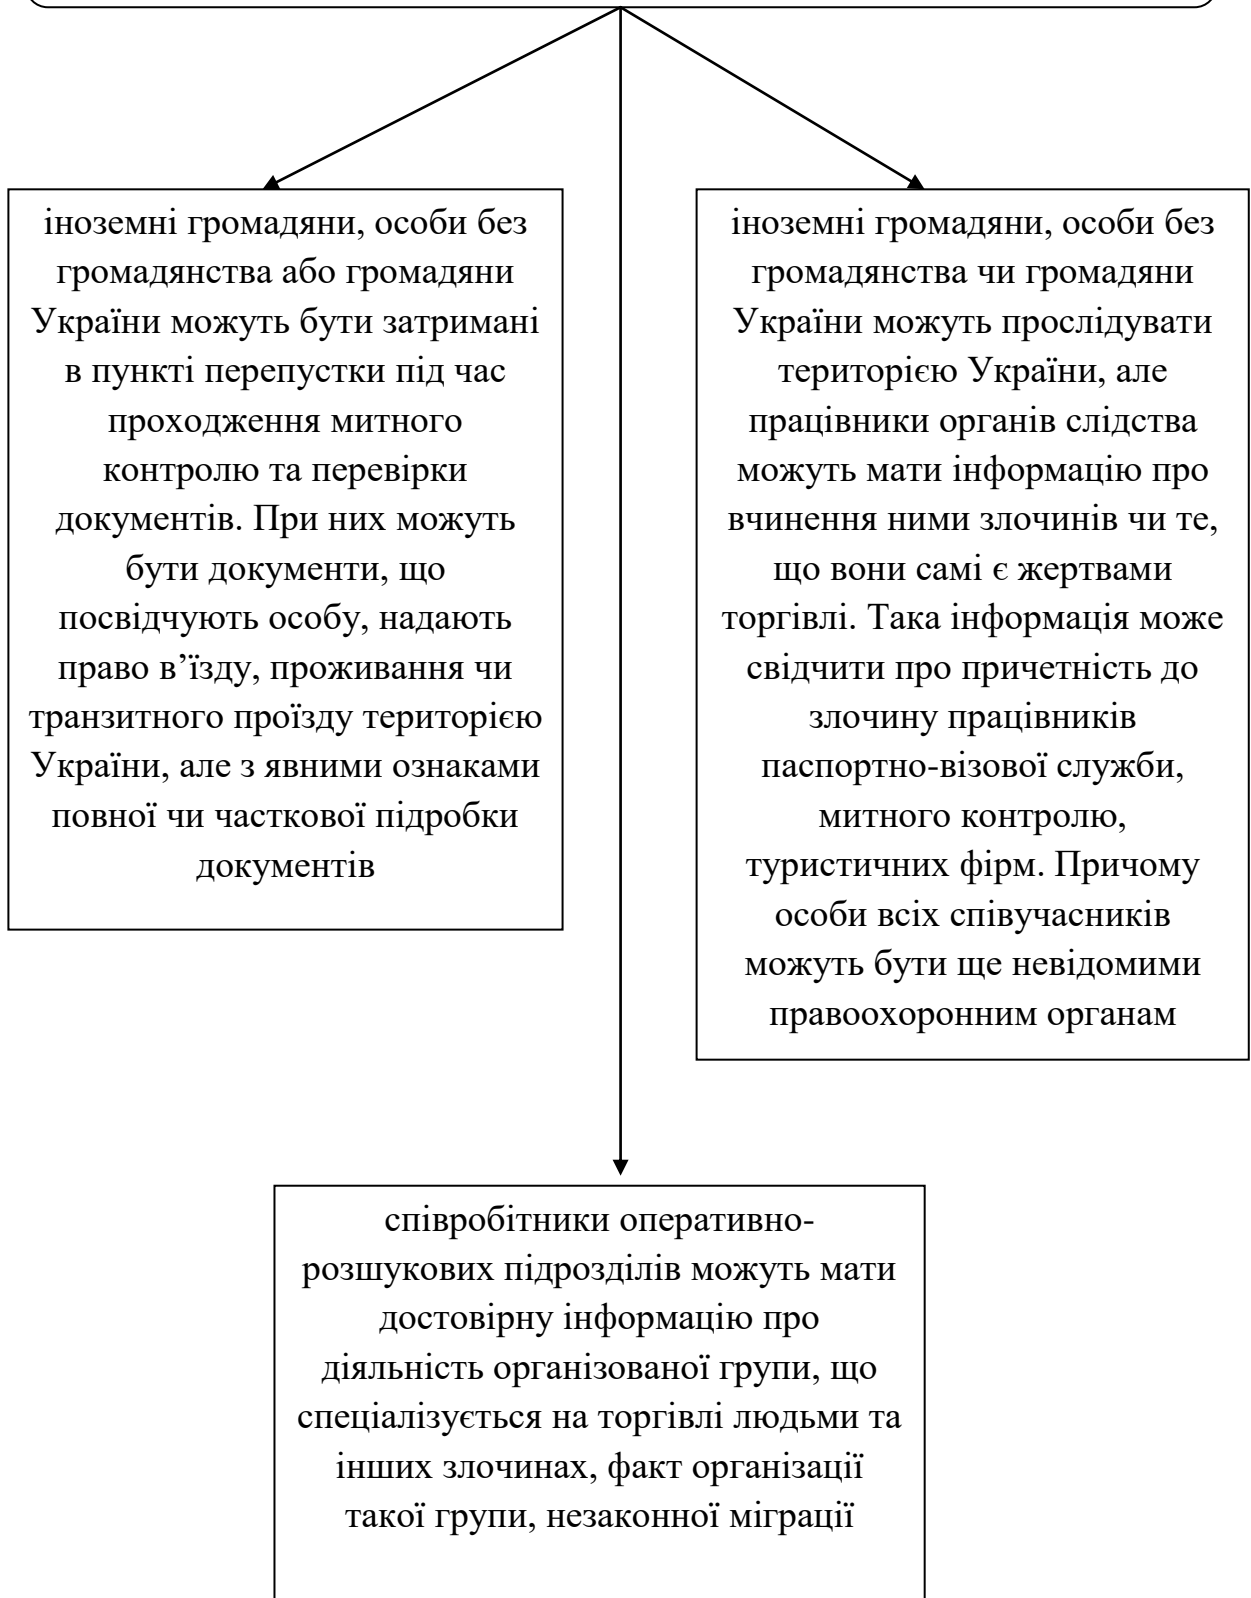 іноземні громадяни, особи без
громадянства або громадяни
України можуть бути затримані
в пункті перепустки під час
проходження митного
контролю та перевірки
документів. При них можуть
бути документи, що
посвідчують особу, надають
право в’їзду, проживання чи
транзитного проїзду територією
України, але з явними ознаками
повної чи часткової підробки
документів
іноземні громадяни, особи без
громадянства чи громадяни
України можуть прослідувати
територією України, але
працівники органів слідства
можуть мати інформацію про
вчинення ними злочинів чи те,
що вони самі є жертвами
торгівлі. Така інформація може
свідчити про причетність до
злочину працівників
паспортно-візової служби,
митного контролю,
туристичних фірм. Причому
особи всіх співучасників
можуть бути ще невідомими
правоохоронним органам
співробітники оперативно-
розшукових підрозділів можуть мати
достовірну інформацію про
діяльність організованої групи, що
спеціалізується на торгівлі людьми та
інших злочинах, факт організації
такої групи, незаконної міграції